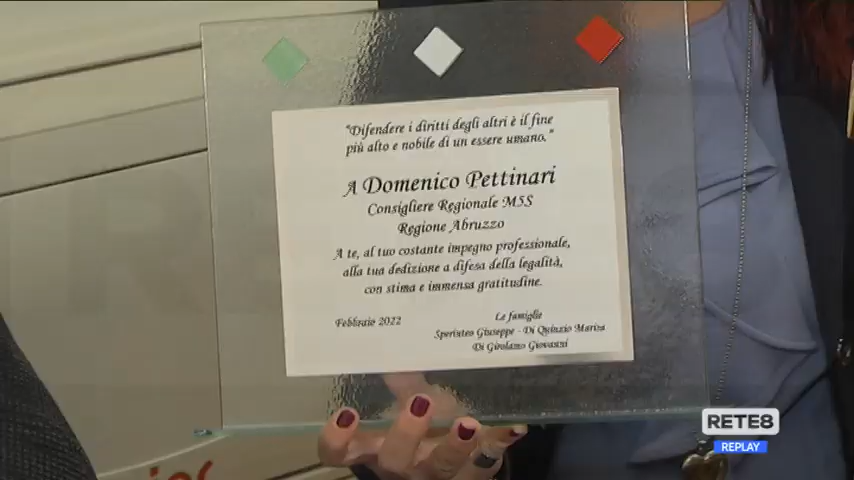 "Difendere i diritti degli altri è il fine
più alto e nobile di un essere umano."
A Domenico Pettinari
Consigliere Regionale M5S
Regione Abruzzo
A te, al tuo costante impegno professionale,
alla tua dedizione a difesa della legalità,
con stima e immensa gratitudine.
Febbraio 2022
Le famiglie
Speristeo Giuseppe - Di Quinzio Marisa
Di Girolamo Giovanni
RETE8
REPLAY